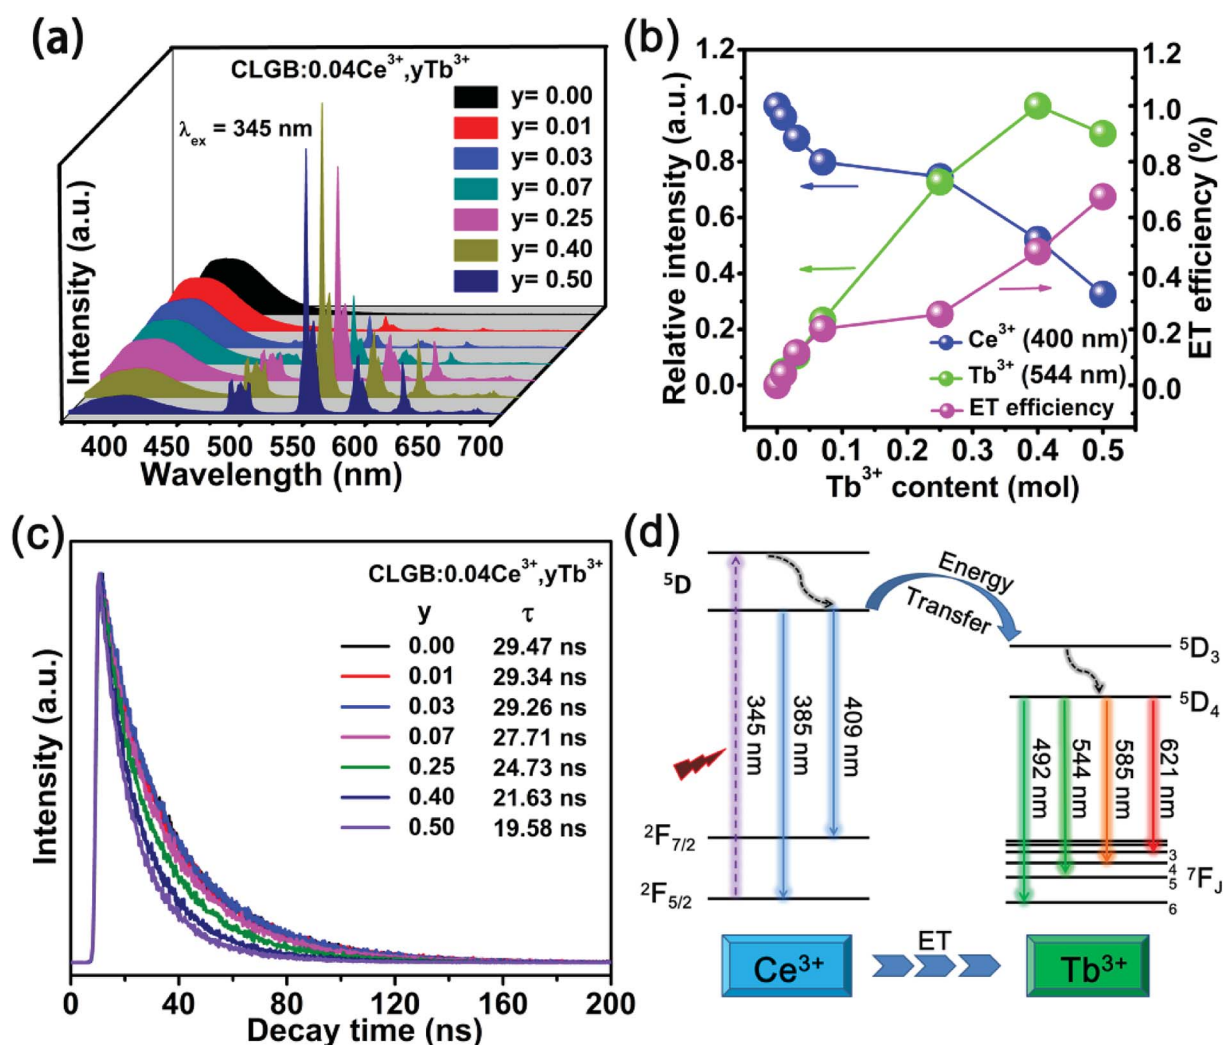 (a)
CLGB:0.04Ce³⁺,yTb³⁺
λex = 345 nm
y= 0.00
y= 0.01
y= 0.03
y= 0.07
y= 0.25
y= 0.40
y= 0.50
Intensity (a.u.)
400 450 500 550 600 650 700
Wavelength (nm)
(b)
Relative intensity (a.u.)
1.2
1.0
0.8
0.6
0.4
0.2
0.0
1.2
1.0
0.8
0.6
0.4
0.2
0.0
ET efficiency (%)
Ce³⁺ (400 nm)
Tb³⁺ (544 nm)
ET efficiency
0.0 0.1 0.2 0.3 0.4 0.5
Tb³⁺ content (mol)
(c)
CLGB:0.04Ce³⁺,yTb³⁺
y τ
0.00 29.47 ns
0.01 29.34 ns
0.03 29.26 ns
0.07 27.71 ns
0.25 24.73 ns
0.40 21.63 ns
0.50 19.58 ns
Intensity (a.u.)
0 40 80 120 160 200
Decay time (ns)
(d)
⁵D
Energy
Transfer
⁵D₃
⁵D₄
345 nm
385 nm
409 nm
492 nm
544 nm
585 nm
621 nm
²F₇/₂
²F₅/₂
3
4
5
6
⁷FJ
Ce³⁺
ET
Tb³⁺